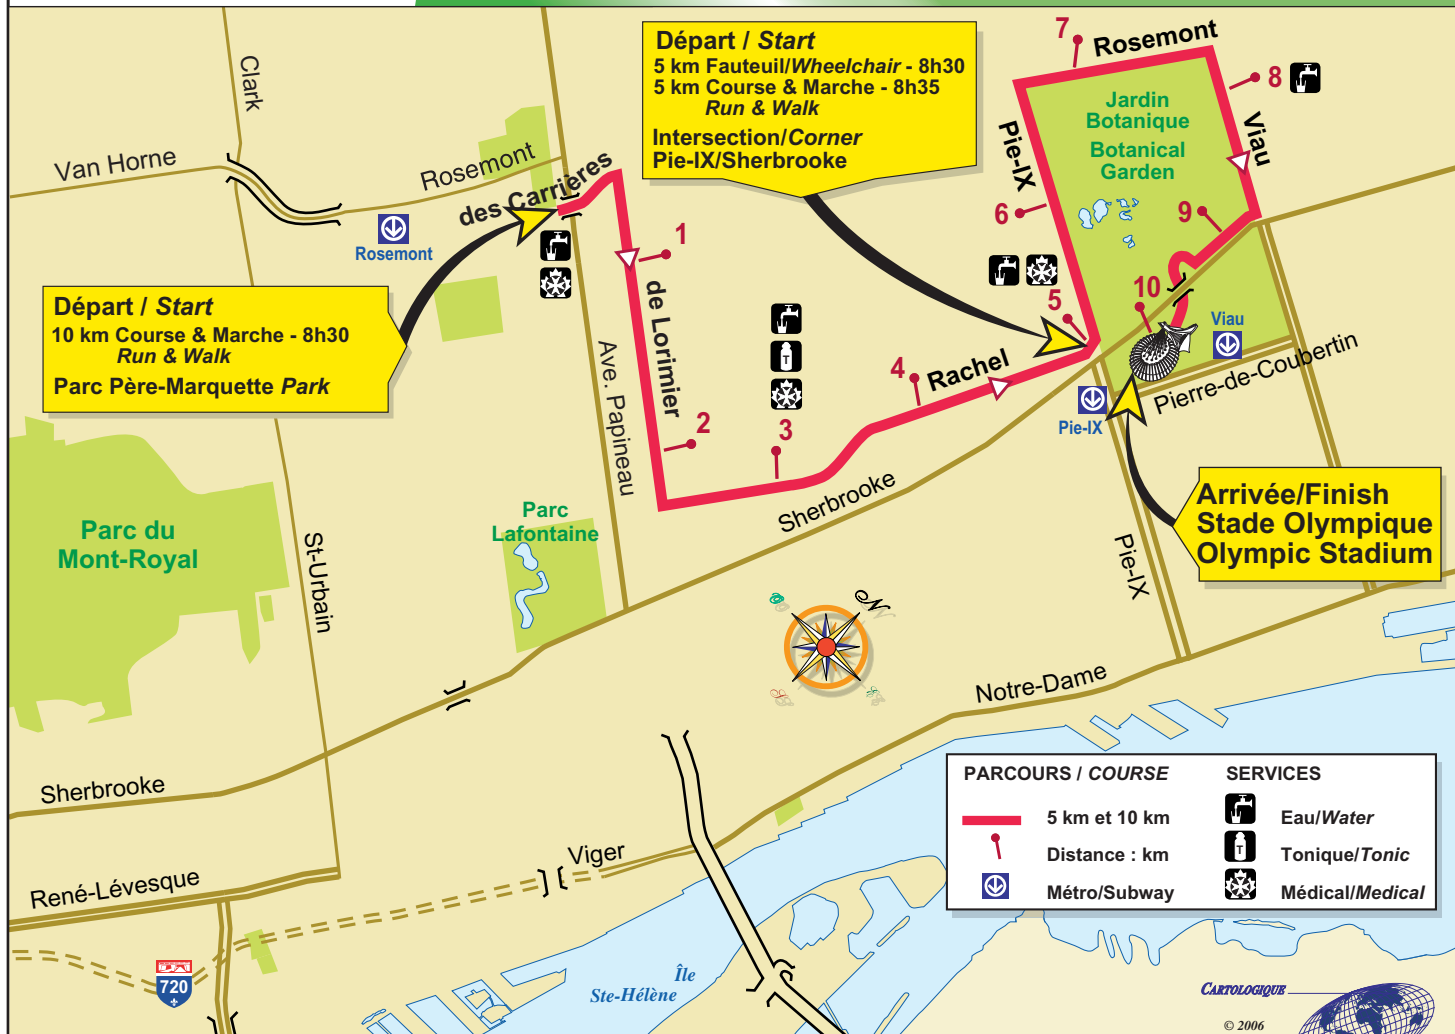 Départ / Start
5 km Fauteuil/Wheelchair - 8h30
5 km Course & Marche - 8h35
Run & Walk
Intersection/Corner
Pie-IX/Sherbrooke
7
Rosemont
8
Clark
Jardin
Botanique
Botanical
Garden
Pie-IX
Viau
Van Horne
Rosemont
des Carrières
6
9
Rosemont
1
Départ / Start
10 km Course & Marche - 8h30
Run & Walk
Parc Père-Marquette Park
de Lorimier
5
10
Viau
T
Ave. Papineau
4
Rachel
Pierre-de-Coubertin
Pie-IX
2
3
Sherbrooke
Arrivée/Finish
Stade Olympique
Olympic Stadium
Parc du
Mont-Royal
St-Urbain
Parc
Lafontaine
Pie-IX
N
Notre-Dame
Sherbrooke
PARCOURS / COURSE
5 km et 10 km
Distance : km
Métro/Subway
SERVICES
Eau/Water
T
Tonique/Tonic
Médical/Medical
René-Lévesque
Viger
720
Île
Ste-Hélène
CARTOLOGIQUE
© 2006